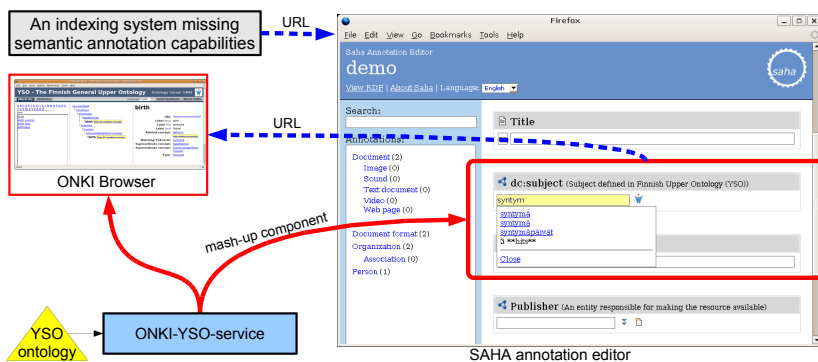 An indexing system missing
semantic annotation capabilities
URL
Firefox
File Edit View Go Bookmarks Tools Help
Saha Annotation Editor
demo
View RDF | About Saha | Language: English
saha
Search:
Annotations:
Document (2)
Image (0)
Sound (0)
Text document (0)
Video (0)
Web page (0)
Document format (2)
Organization (2)
Association (0)
Person (1)
Title
dc:subject (Subject defined in Finnish Upper Ontology (YSO))
syntym
syntymä
syntymä
syntymäpäivät
3 **hits**
Close
Publisher (An entity responsible for making the resource available)
SAHA annotation editor
URL
YSO - The Finnish General Upper Ontology
birth
ONKI Browser
mash-up component
YSO
ontology
ONKI-YSO-service